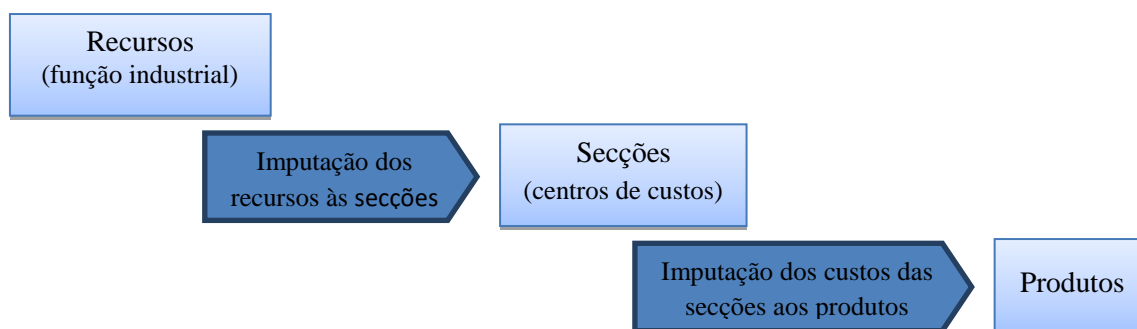 Recursos
(função industrial)
Imputação dos
recursos às secções
Secções
(centros de custos)
Imputação dos custos das
secções aos produtos
Produtos